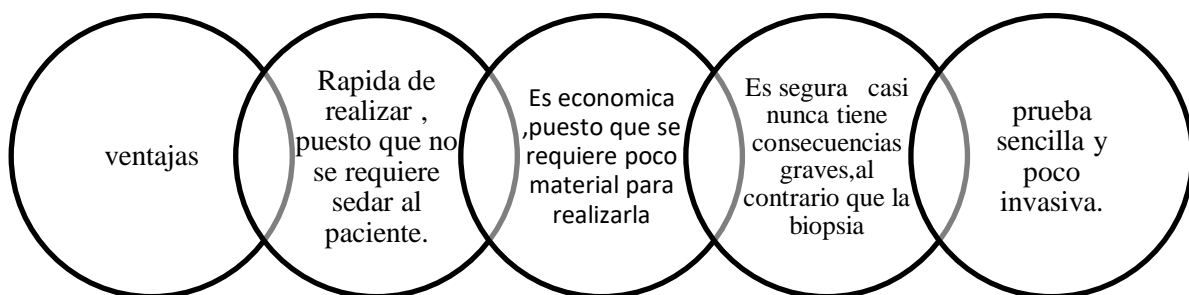 ventajas
Rapida de
realizar ,
puesto que no
se requiere
sedar al
paciente.
Es economica
,puesto que se
requiere poco
material para
realizarla
Es segura casi
nunca tiene
consecuencias
graves,al
contrario que la
biopsia
prueba
sencilla y
poco
invasiva.